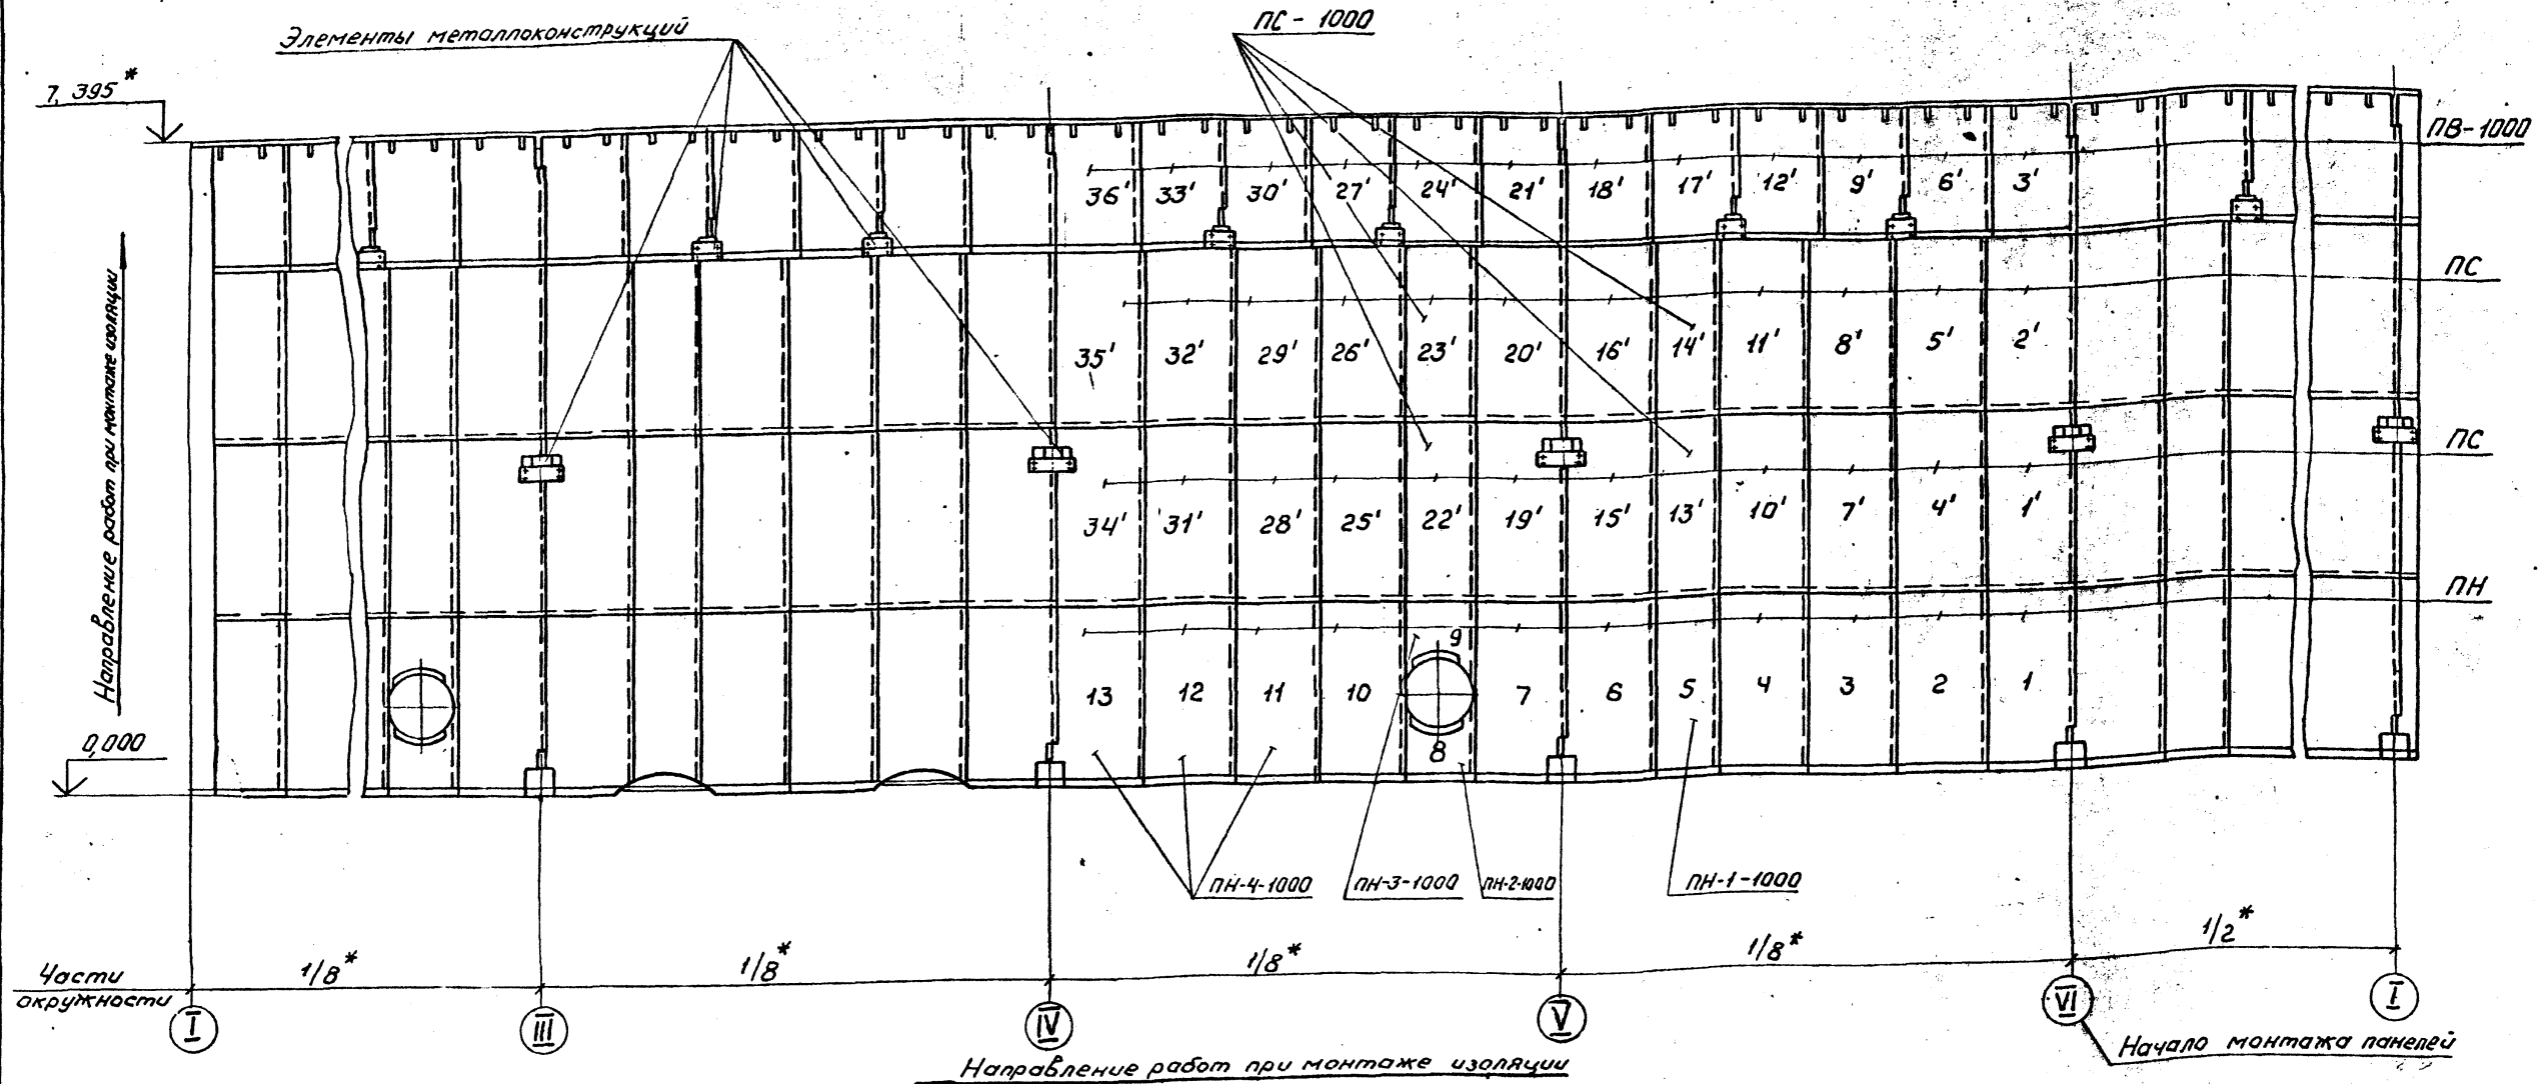 Элементы металлоконструкций
ПС - 1000
7,395*
ПВ-1000
36' 33' 30' 27' 24' 21' 18' 17' 12' 9' 6' 3'
ПС
35' 32' 29' 26' 23' 20' 16' 14' 11' 8' 5' 2'
ПС
34' 31' 28' 25' 22' 19' 15' 13' 10' 7' 4' 1'
ПН
9
13 12 11 10 7 6 5 4 3 2 1
8
Направление работ при монтаже изоляции
0,000
ПН-4-1000 ПН-3-1000 ПН-2-1000 ПН-1-1000
1/8* 1/8* 1/8* 1/8* 1/2*
Части
окружности
I III IV V VI I
Начало монтажа панелей
Направление работ при монтаже изоляции